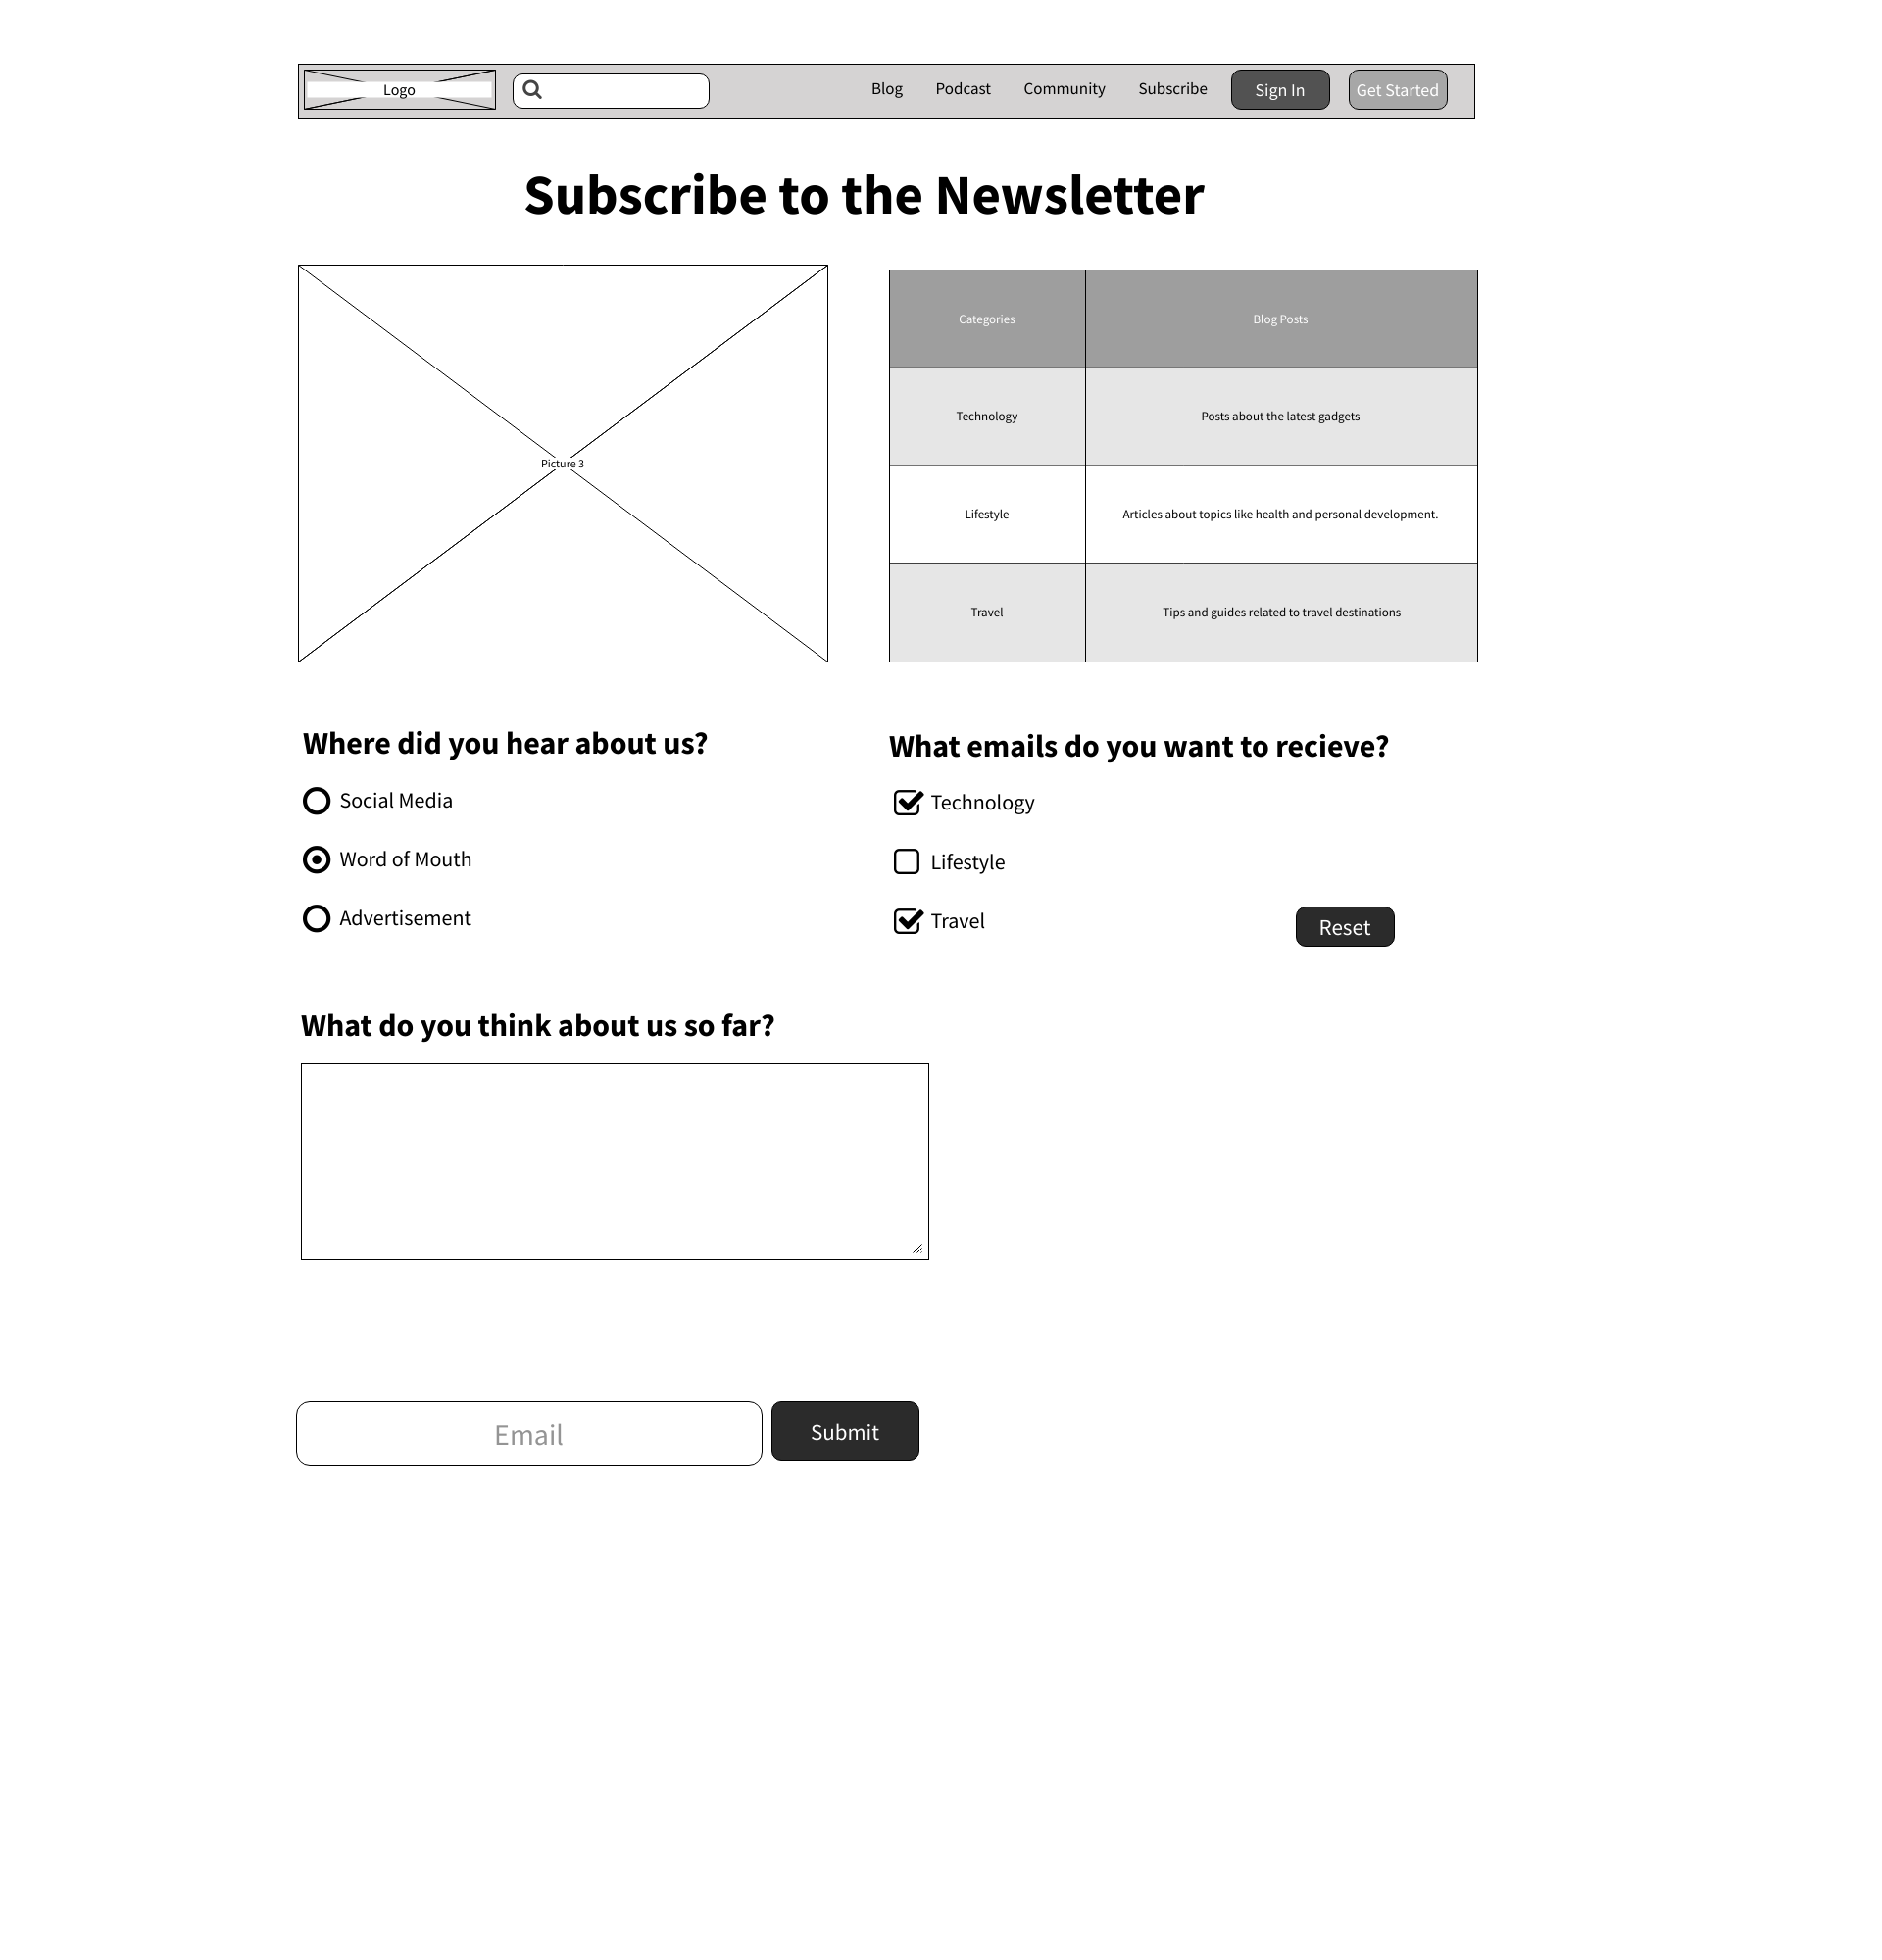 Logo
Blog Podcast Community Subscribe Sign In Get Started
Subscribe to the Newsletter
Picture 3
Categories Blog Posts
Technology Posts about the latest gadgets
Lifestyle Articles about topics like health and personal development.
Travel Tips and guides related to travel destinations
Where did you hear about us?
Social Media
Word of Mouth
Advertisement
What emails do you want to recieve?
Technology
Lifestyle
Travel
Reset
What do you think about us so far?
Email
Submit